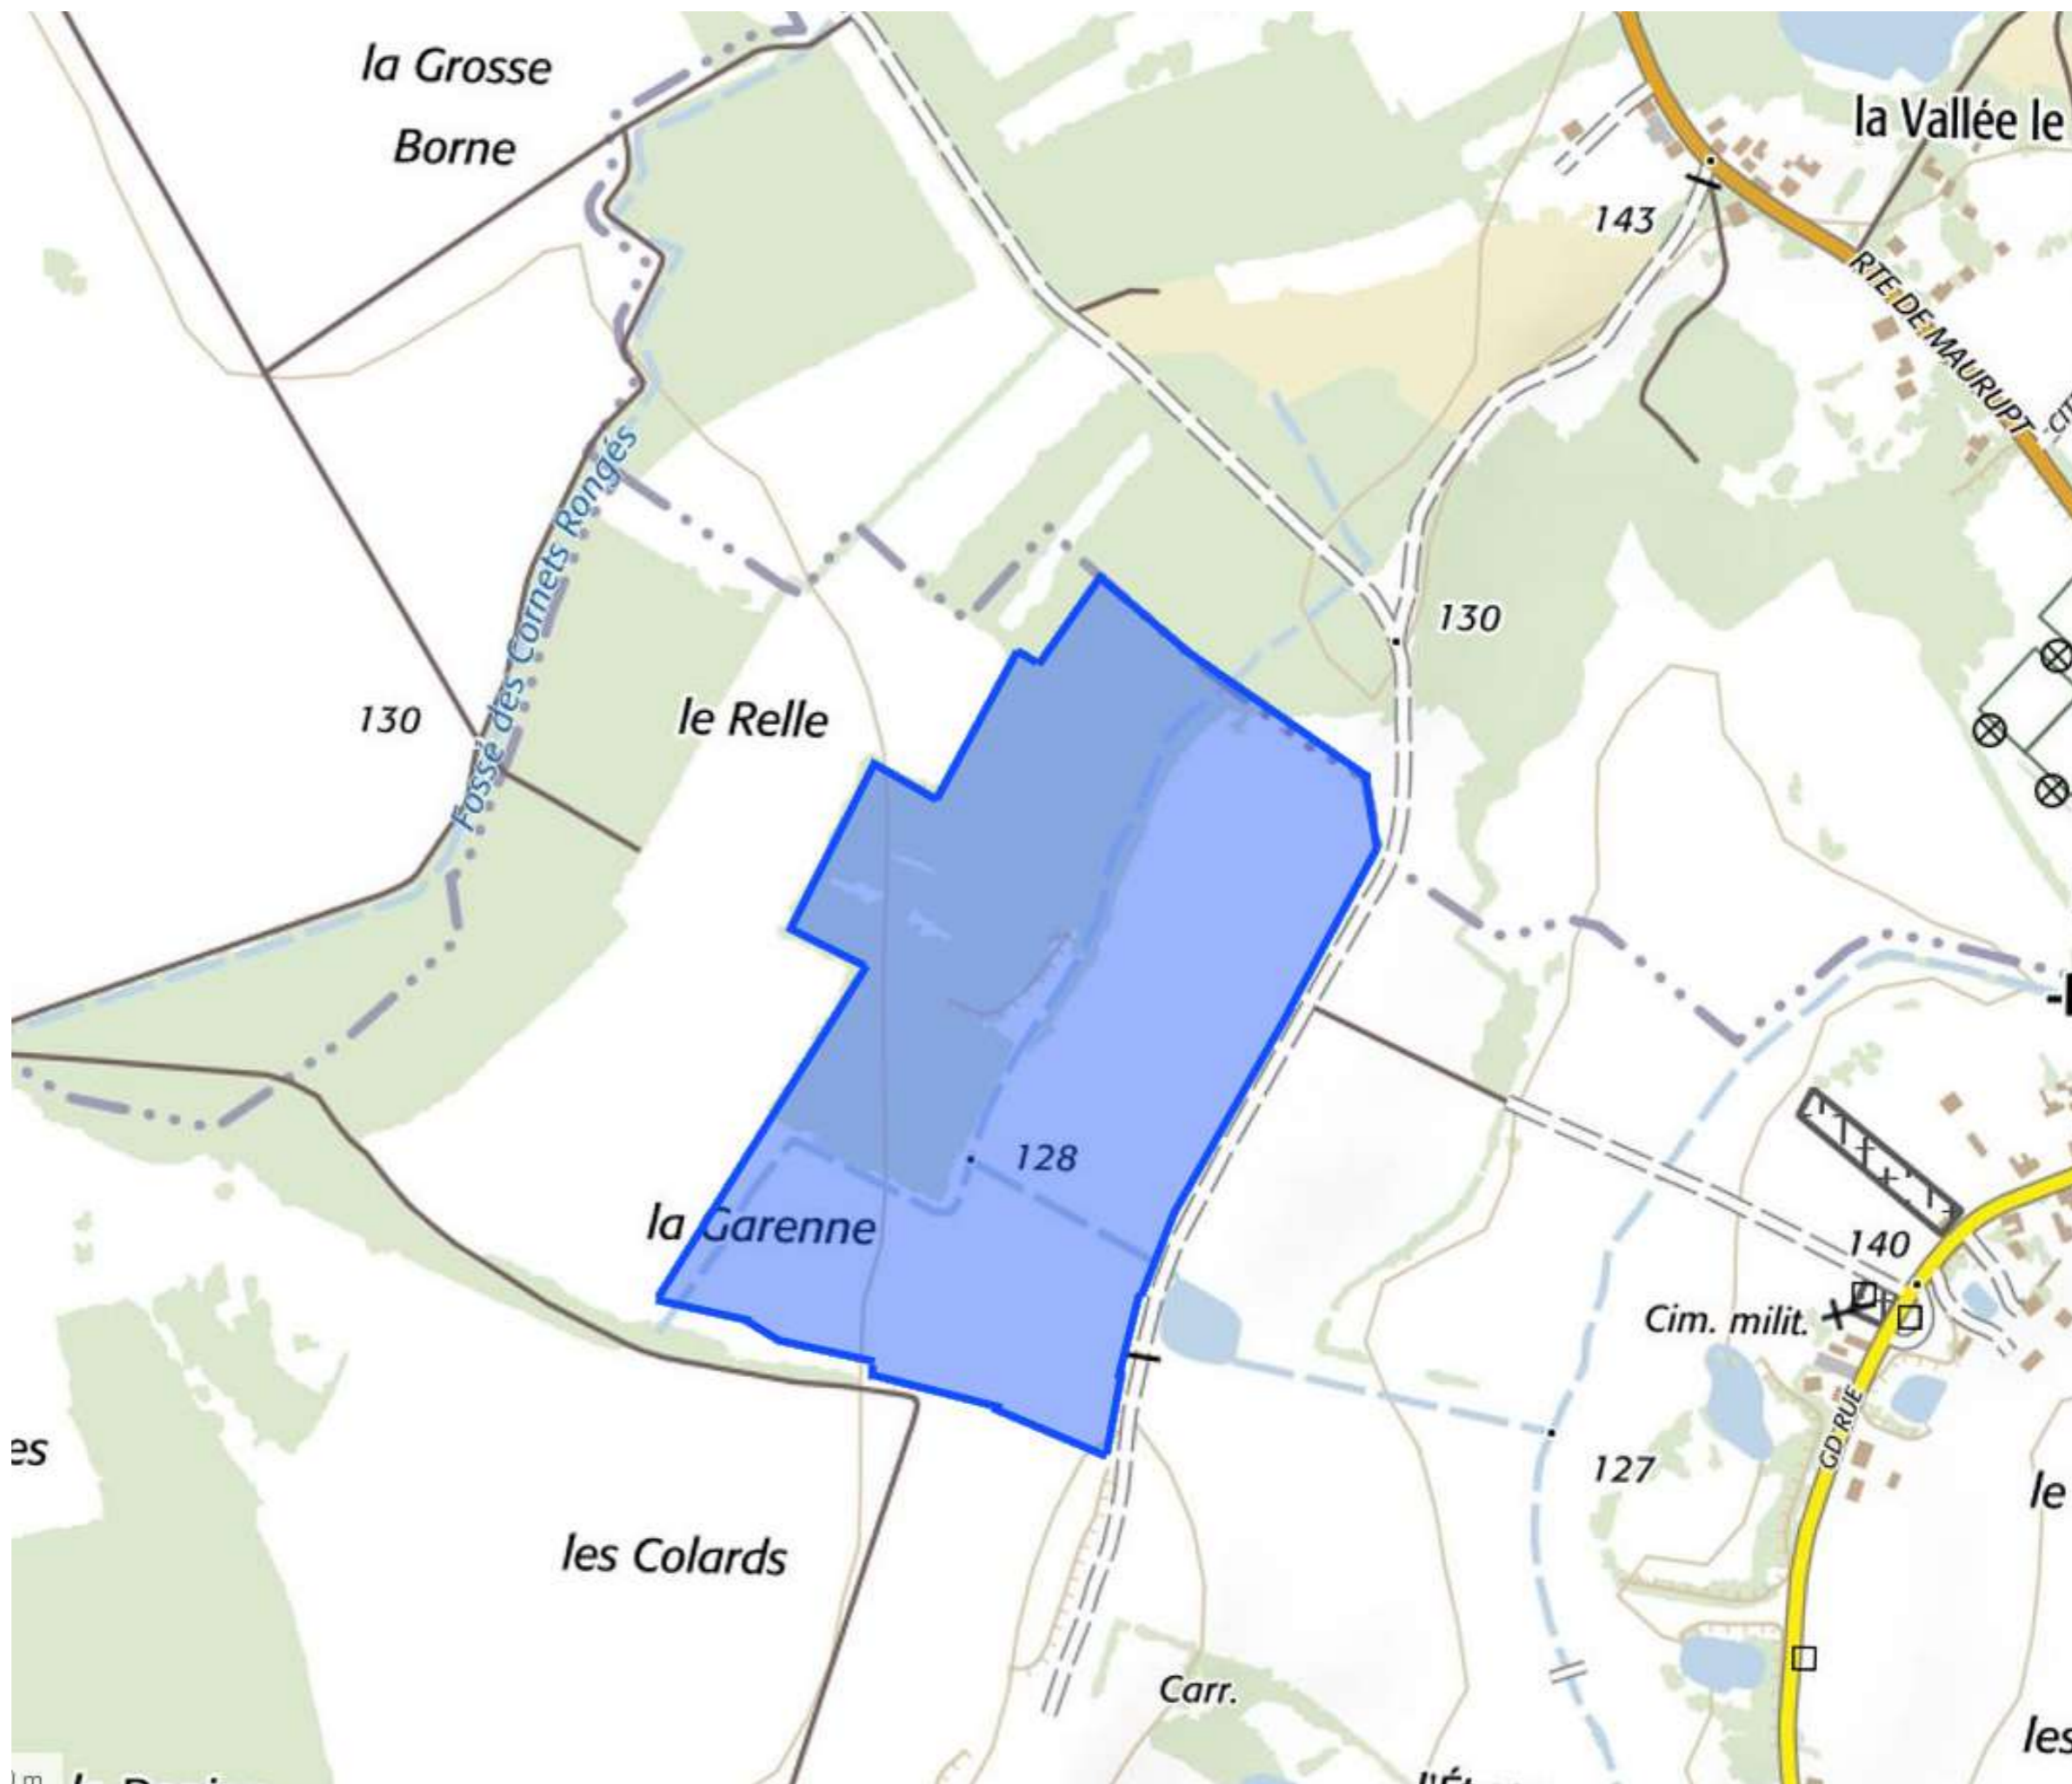 la Grosse
Borne
la Vallée le
143
RTE DE MAURUPT
Fossé des Cornets Rongés
130
130
le Relle
128
la Garenne
140
Cim. milit.
GD RUE
127
es
le
les Colards
Carr.
les
m